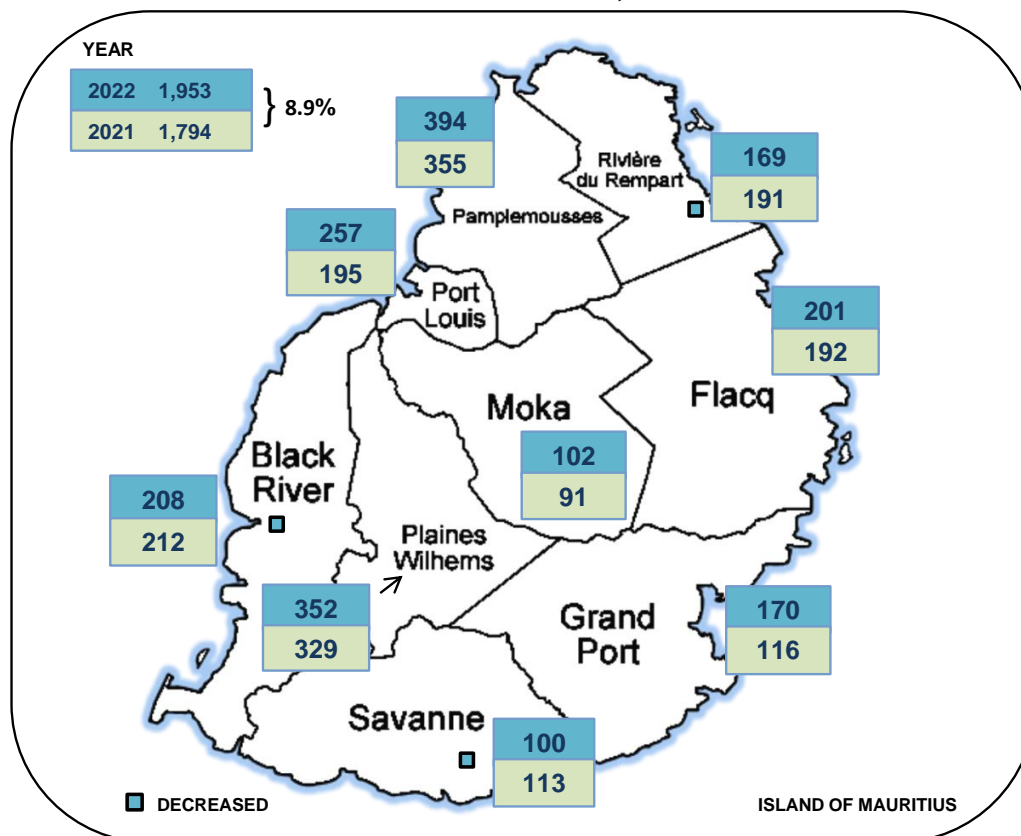 YEAR
2022 1,953
2021 1,794
} 8.9%
394
355
Rivière
du Rempart
169
191
Pamplemousses
257
195
Port
Louis
201
192
Moka
Flacq
102
91
Black
River
208
212
Plaines
Wilhems
352
329
Grand
Port
170
116
Savanne
100
113
DECREASED
ISLAND OF MAURITIUS